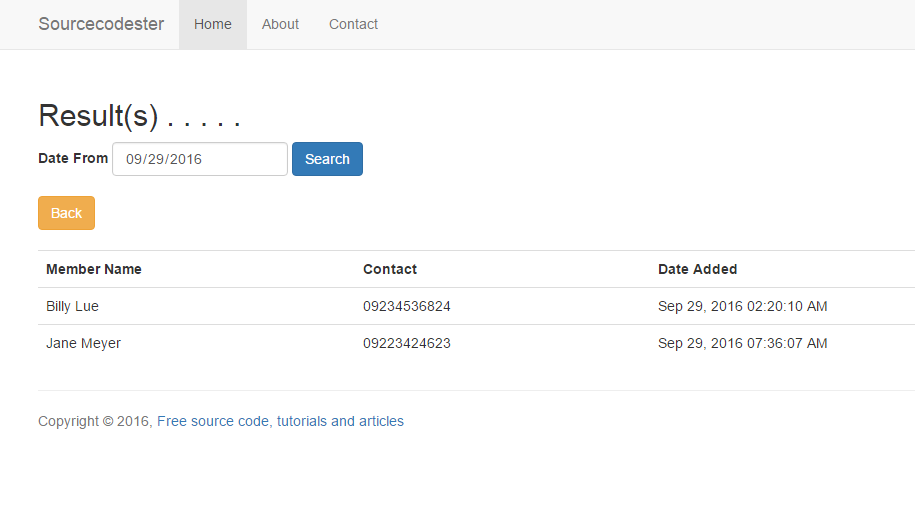 Sourcecodester Home About Contact
Result(s) . . . . .
Date From 09/29/2016 Search
Back
Member Name Contact Date Added
Billy Lue 09234536824 Sep 29, 2016 02:20:10 AM
Jane Meyer 09223424623 Sep 29, 2016 07:36:07 AM
Copyright © 2016, Free source code, tutorials and articles